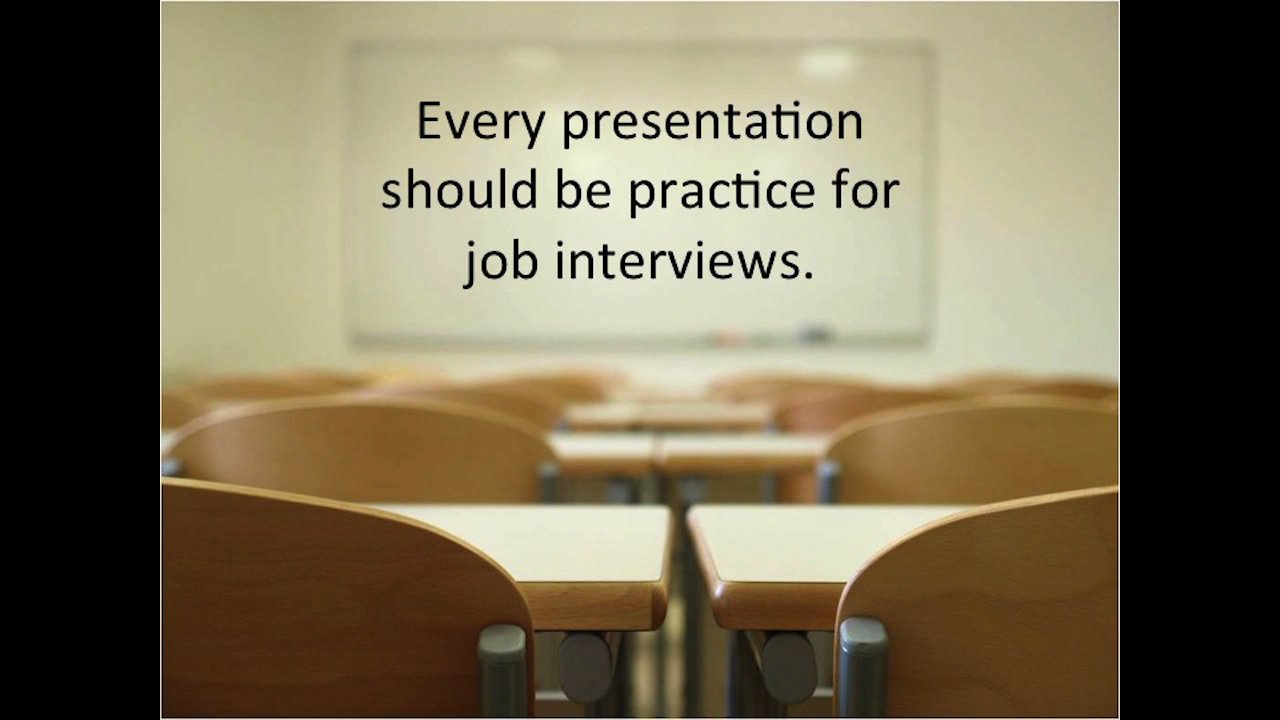 Every presentation
should be practice for
job interviews.